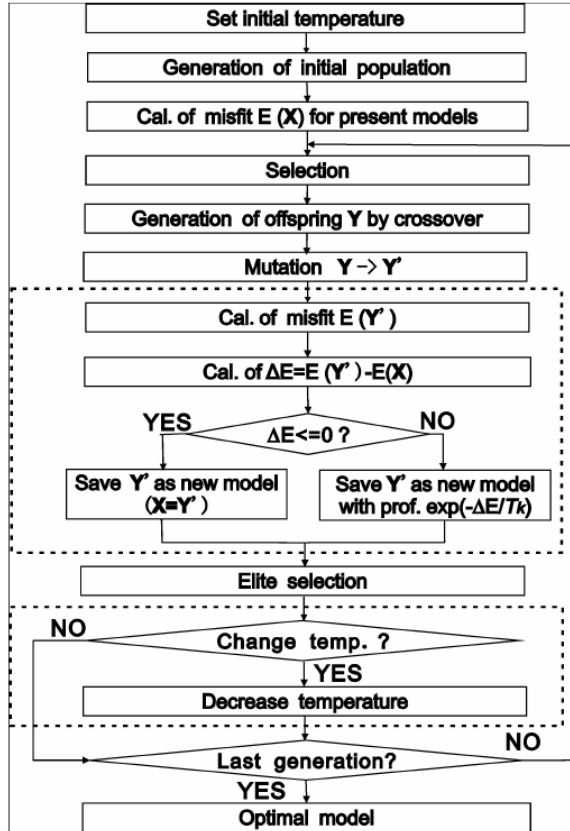 Set initial temperature
Generation of initial population
Cal. of misfit E (X) for present models
Selection
Generation of offspring Y by crossover
Mutation Y -> Y'
Cal. of misfit E (Y')
Cal. of ΔE=E (Y')-E(X)
YES
ΔE<=0 ?
NO
Save Y' as new model
(X=Y')
Save Y' as new model
with prof. exp(-ΔE/Tk)
Elite selection
NO
Change temp. ?
YES
Decrease temperature
Last generation?
NO
YES
Optimal model